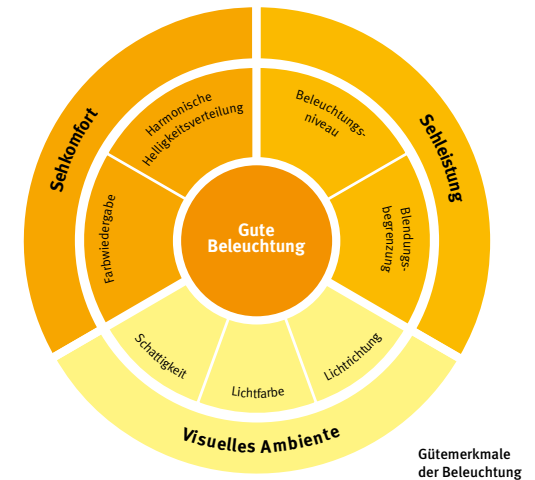 Sehkomfort
Harmonische
Helligkeitsverteilung
Farbwiedergabe
Beleuchtungs-
niveau
Blendungs-
begrenzung
Sehleistung
Gute
Beleuchtung
Schattigkeit
Lichtfarbe
Lichtrichtung
Visuelles Ambiente
Gütemerkmale
der Beleuchtung